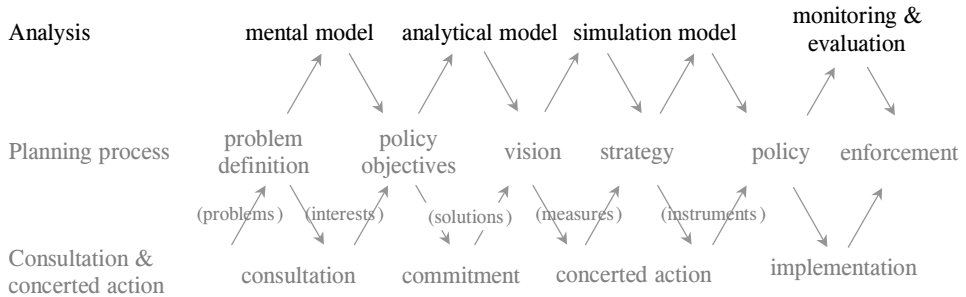 Analysis mental model analytical model simulation model monitoring &
evaluation
Planning process problem
definition policy
objectives vision strategy policy enforcement
(problems) (interests) (solutions) (measures) (instruments)
Consultation &
concerted action consultation commitment concerted action implementation